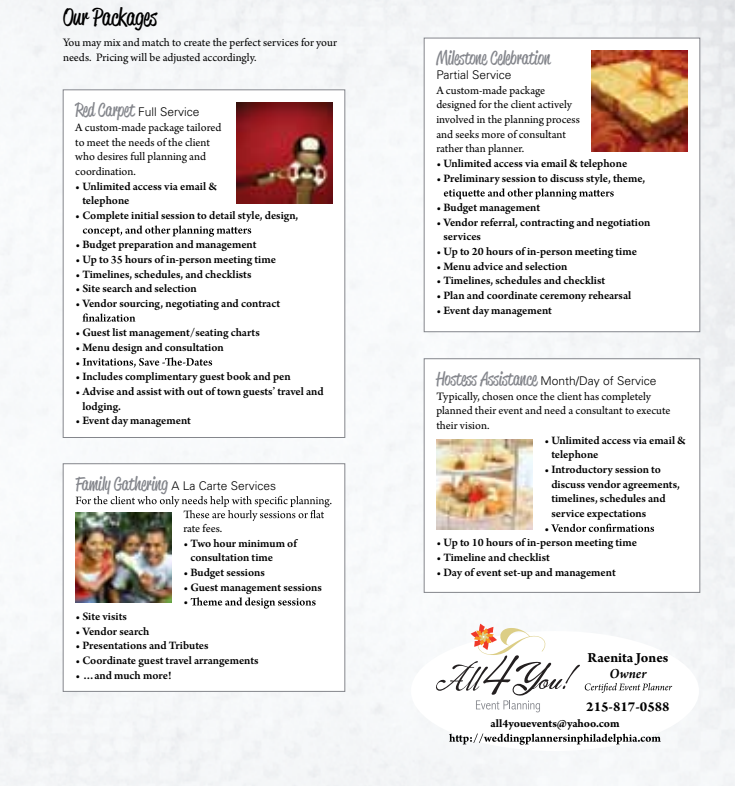 Our Packages
You may mix and match to create the perfect services for your
needs. Pricing will be adjusted accordingly.
Red Carpet Full Service
A custom-made package tailored
to meet the needs of the client
who desires full planning and
coordination.
• Unlimited access via email &
telephone
• Complete initial session to detail style, design,
concept, and other planning matters
• Budget preparation and management
• Up to 35 hours of in-person meeting time
• Timelines, schedules, and checklists
• Site search and selection
• Vendor sourcing, negotiating and contract
finalization
• Guest list management/seating charts
• Menu design and consultation
• Invitations, Save -The-Dates
• Includes complimentary guest book and pen
• Advise and assist with out of town guests' travel and
lodging.
• Event day management
Family Gathering A La Carte Services
For the client who only needs help with specific planning.
These are hourly sessions or flat
rate fees.
• Two hour minimum of
consultation time
• Budget sessions
• Guest management sessions
• Theme and design sessions
• Site visits
• Vendor search
• Presentations and Tributes
• Coordinate guest travel arrangements
• …and much more!
Milestone Celebration
Partial Service
A custom-made package
designed for the client actively
involved in the planning process
and seeks more of consultant
rather than planner.
• Unlimited access via email & telephone
• Preliminary session to discuss style, theme,
etiquette and other planning matters
• Budget management
• Vendor referral, contracting and negotiation
services
• Up to 20 hours of in-person meeting time
• Menu advice and selection
• Timelines, schedules and checklist
• Plan and coordinate ceremony rehearsal
• Event day management
Hostess Assistance Month/Day of Service
Typically, chosen once the client has completely
planned their event and need a consultant to execute
their vision.
• Unlimited access via email &
telephone
• Introductory session to
discuss vendor agreements,
timelines, schedules and
service expectations
• Vendor confirmations
• Up to 10 hours of in-person meeting time
• Timeline and checklist
• Day of event set-up and management
All 4 You!
Event Planning
Raenita Jones
Owner
Certified Event Planner
215-817-0588
all4youevents@yahoo.com
http://weddingplannersinphiladelphia.com